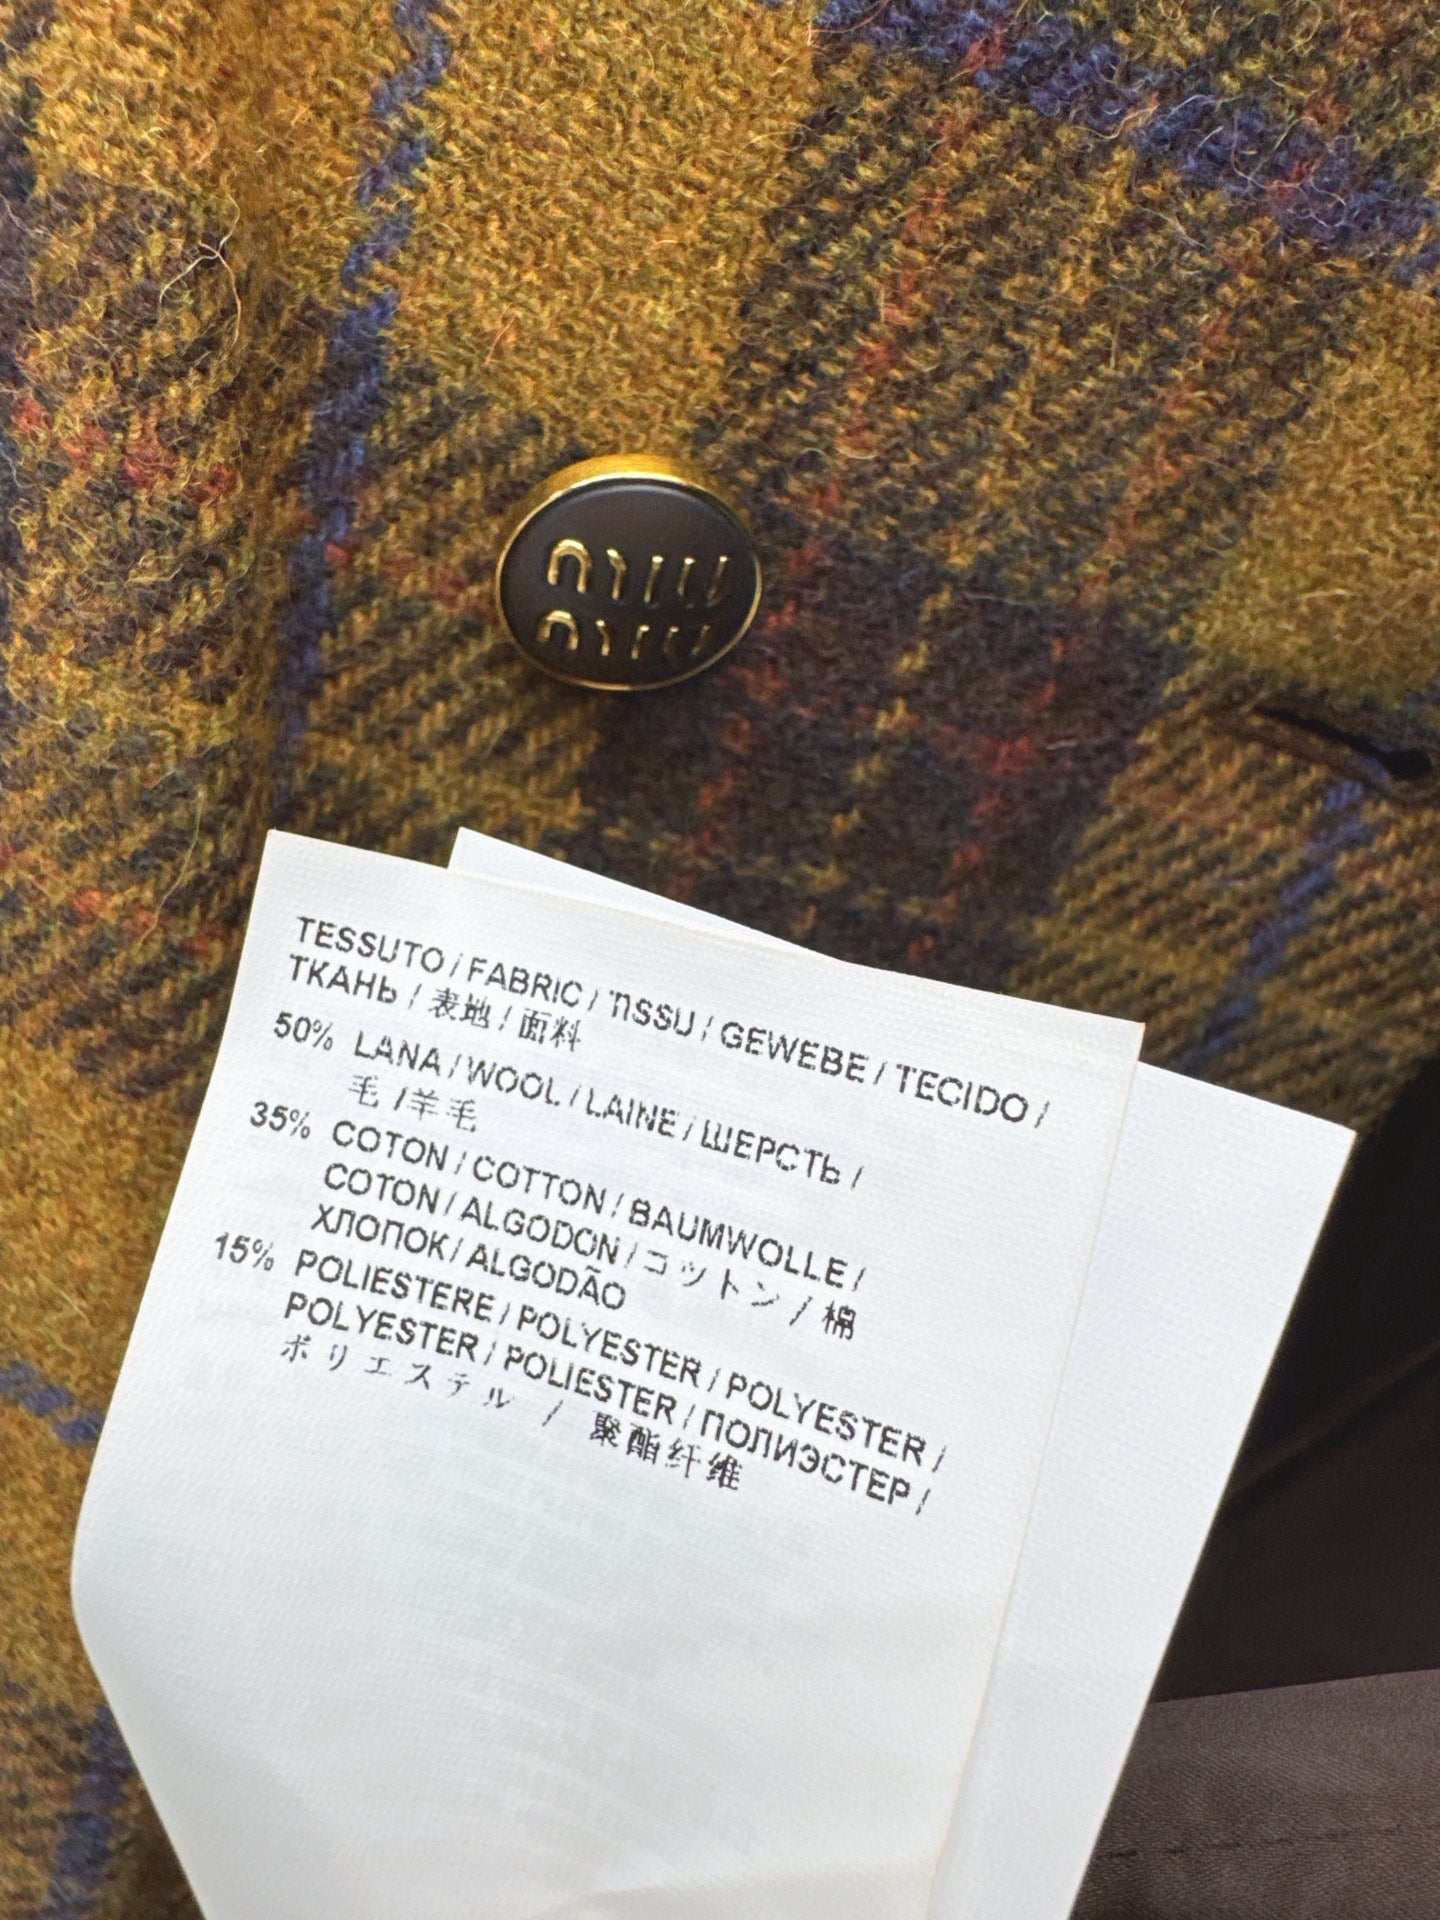 miu
miu
TESSUTO / FABRIC / TISSU / GEWEBE / TECIDO /
ТКАНЬ / 表地 / 面料
50% LANA / WOOL / LAINE / ШЕРСТЬ /
毛 /羊毛
35% COTON / COTTON / BAUMWOLLE /
COTON / ALGODON / コットン / 棉
ХЛОПОК / ALGODÃO
15% POLIESTERE / POLYESTER / POLYESTER /
POLYESTER / POLIESTER / ПОЛИЭСТЕР /
ポリエステル / 聚酯纤维